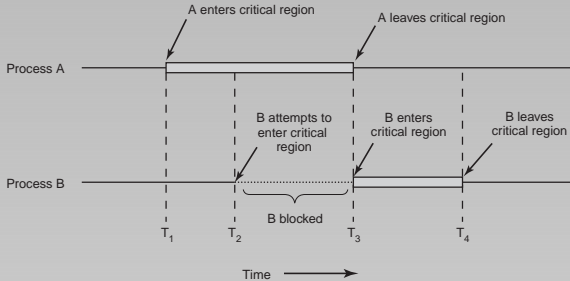 A enters critical region
A leaves critical region
Process A
B attempts to
enter critical
region
B enters
critical region
B leaves
critical region
Process B
B blocked
T1
T2
T3
T4
Time